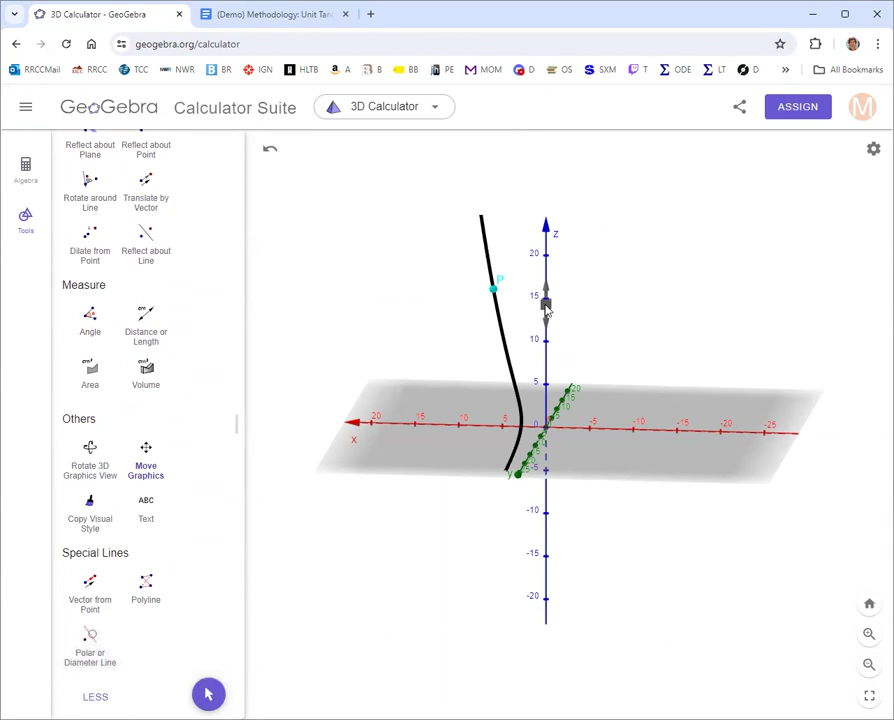 3D Calculator - GeoGebra
(Demo) Methodology: Unit Tan
geogebra.org/calculator
RRCCMail
RRCC
TCC
NWR
BR
IGN
HLTB
A
B
BB
PE
MOM
D
OS
SXM
T
ODE
LT
D
All Bookmarks
GeoGebra
Calculator Suite
3D Calculator
ASSIGN
M
Algebra
Tools
Reflect about Plane
Reflect about Point
Rotate around Line
Translate by Vector
Dilate from Point
Reflect about Line
Measure
Angle
Distance or Length
cm²
Area
cm³
Volume
Others
Rotate 3D Graphics View
Move Graphics
Copy Visual Style
ABC
Text
Special Lines
Vector from Point
Polyline
Polar or Diameter Line
LESS
z
20
15
10
5
0
-5
-10
-15
-20
P
x
20
15
10
5
-5
-10
-15
-20
-25
y
20
15
10